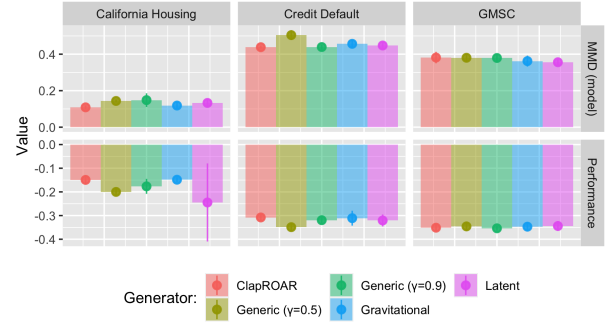 California Housing
Credit Default
GMSC
0.4
0.2
0.0
MMD (model)
Value
0.0
-0.1
-0.2
-0.3
-0.4
Performance
Generator:
ClapROAR
Generic (γ=0.5)
Generic (γ=0.9)
Gravitational
Latent